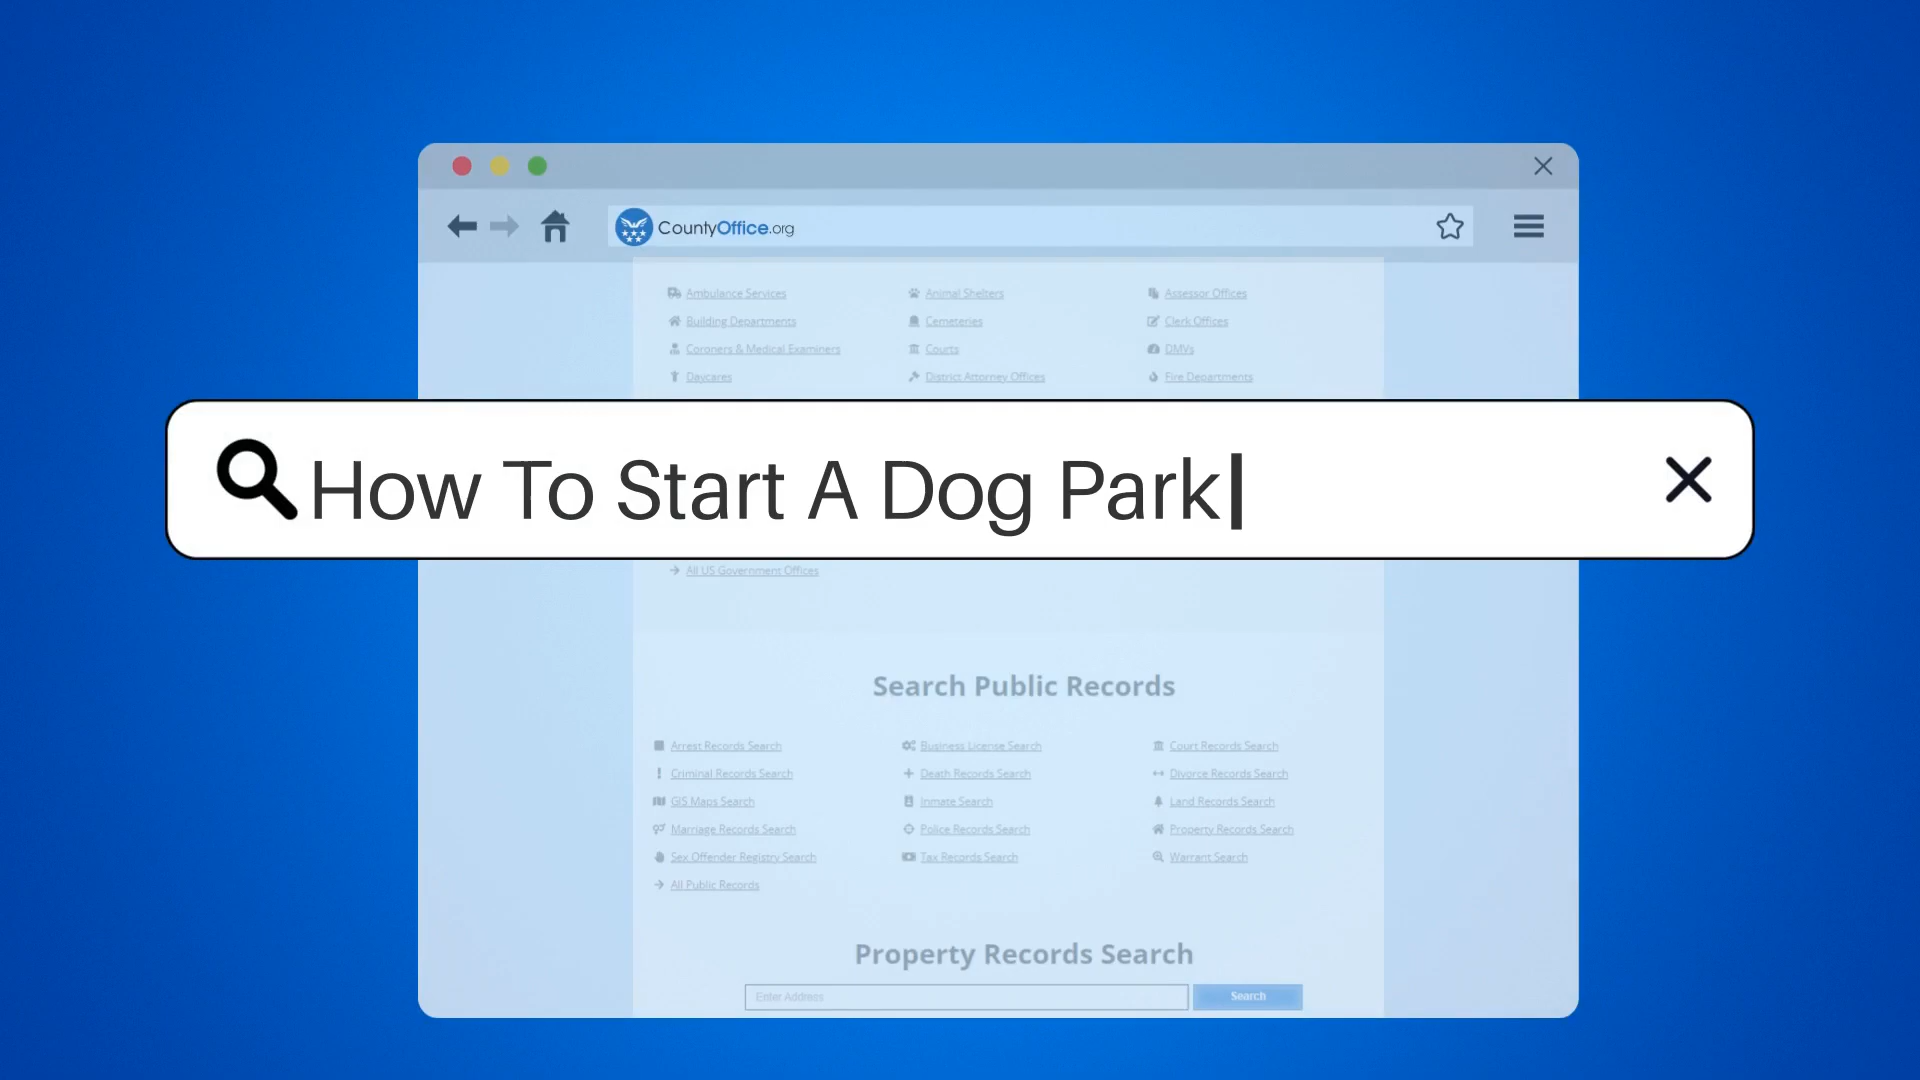 CountyOffice.org
Ambulance Services Animal Shelters Assessor Offices
Building Departments Cemeteries Clerk Offices
Coroners & Medical Examiners Courts DMVs
Daycares District Attorney Offices Fire Departments
How To Start A Dog Park
All US Government Offices
Search Public Records
Arrest Records Search Business License Search Court Records Search
Criminal Records Search Death Records Search Divorce Records Search
GIS Maps Search Inmate Search Land Records Search
Marriage Records Search Police Records Search Property Records Search
Sex Offender Registry Search Tax Records Search Warrant Search
All Public Records
Property Records Search
Enter Address Search